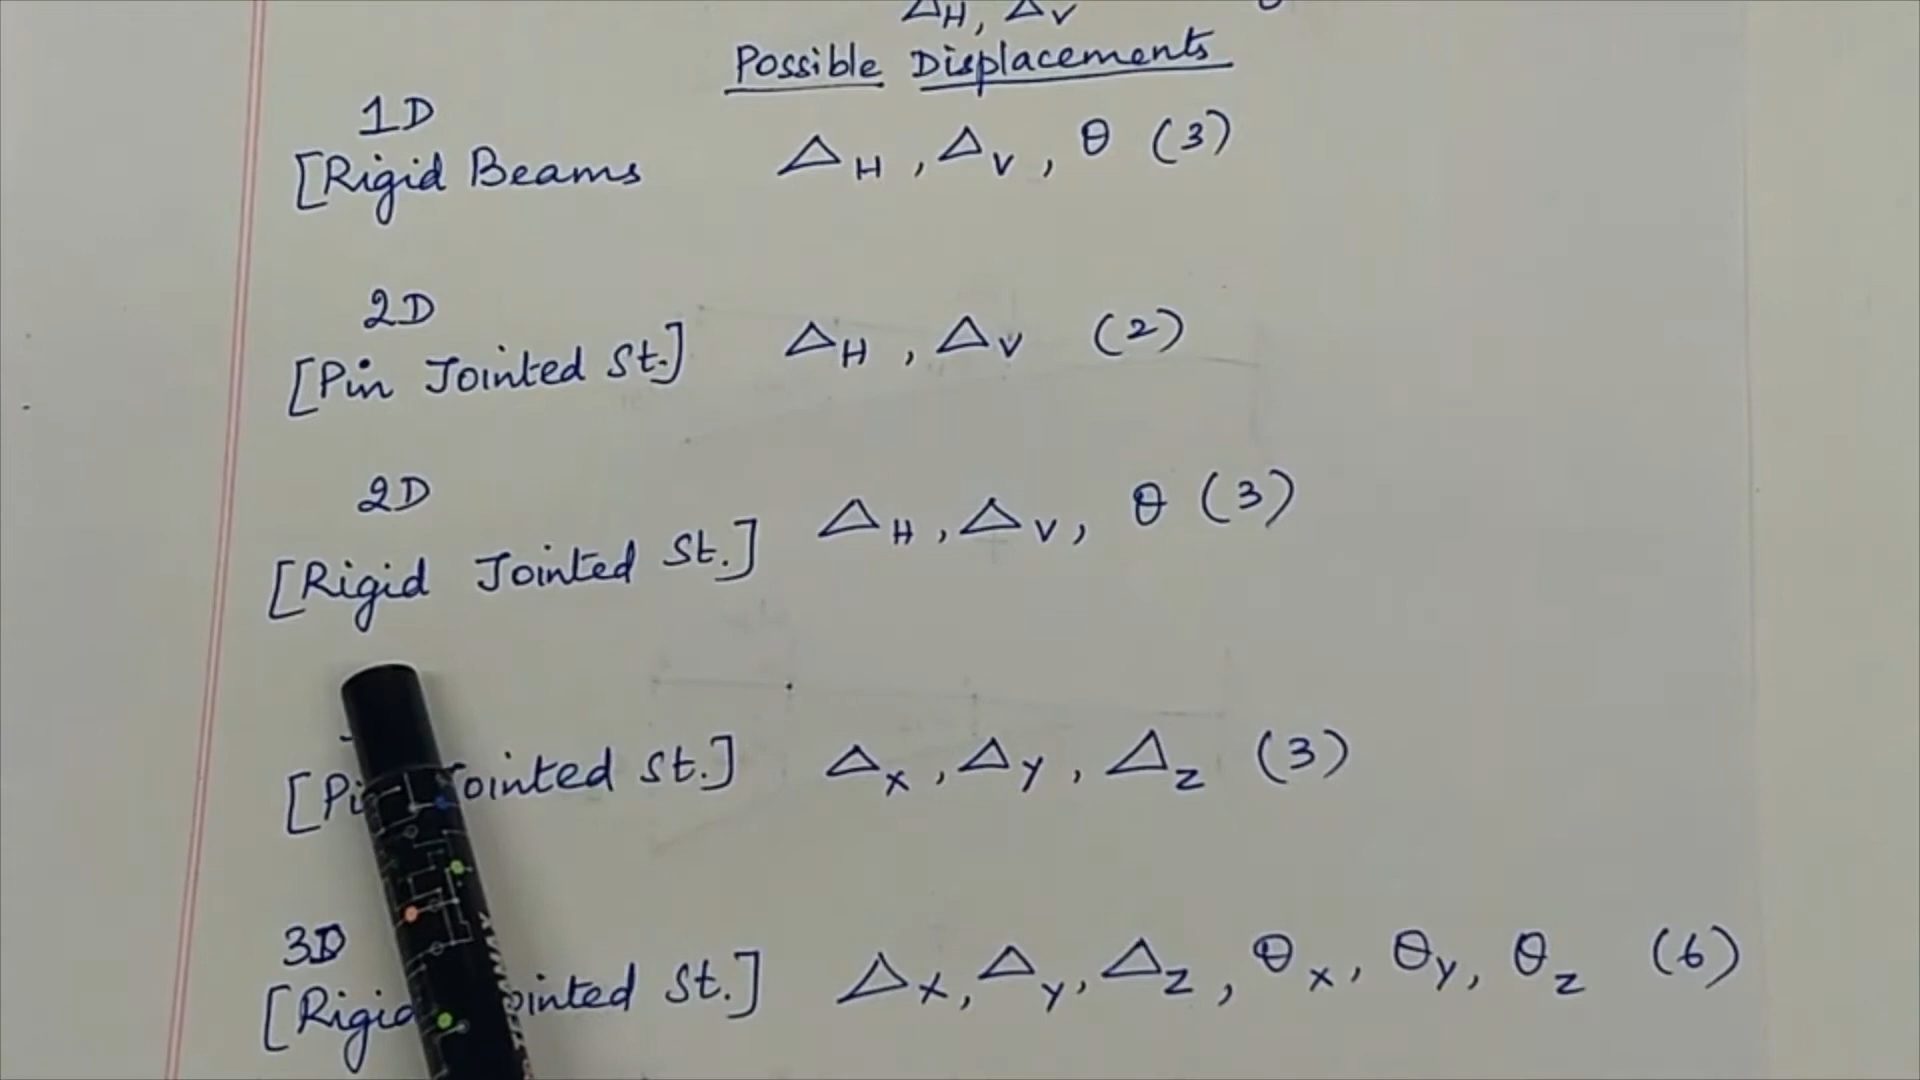 ΔH, ΔV
Possible Displacements
1D
[Rigid Beams ΔH, ΔV, θ (3)
2D
[Pin Jointed St.] ΔH, ΔV (2)
2D
[Rigid Jointed St.] ΔH, ΔV, θ (3)
Jointed St.] Δx, Δy, Δz (3)
3D
[Rigid Jointed St.] Δx, Δy, Δz, θx, θy, θz (6)